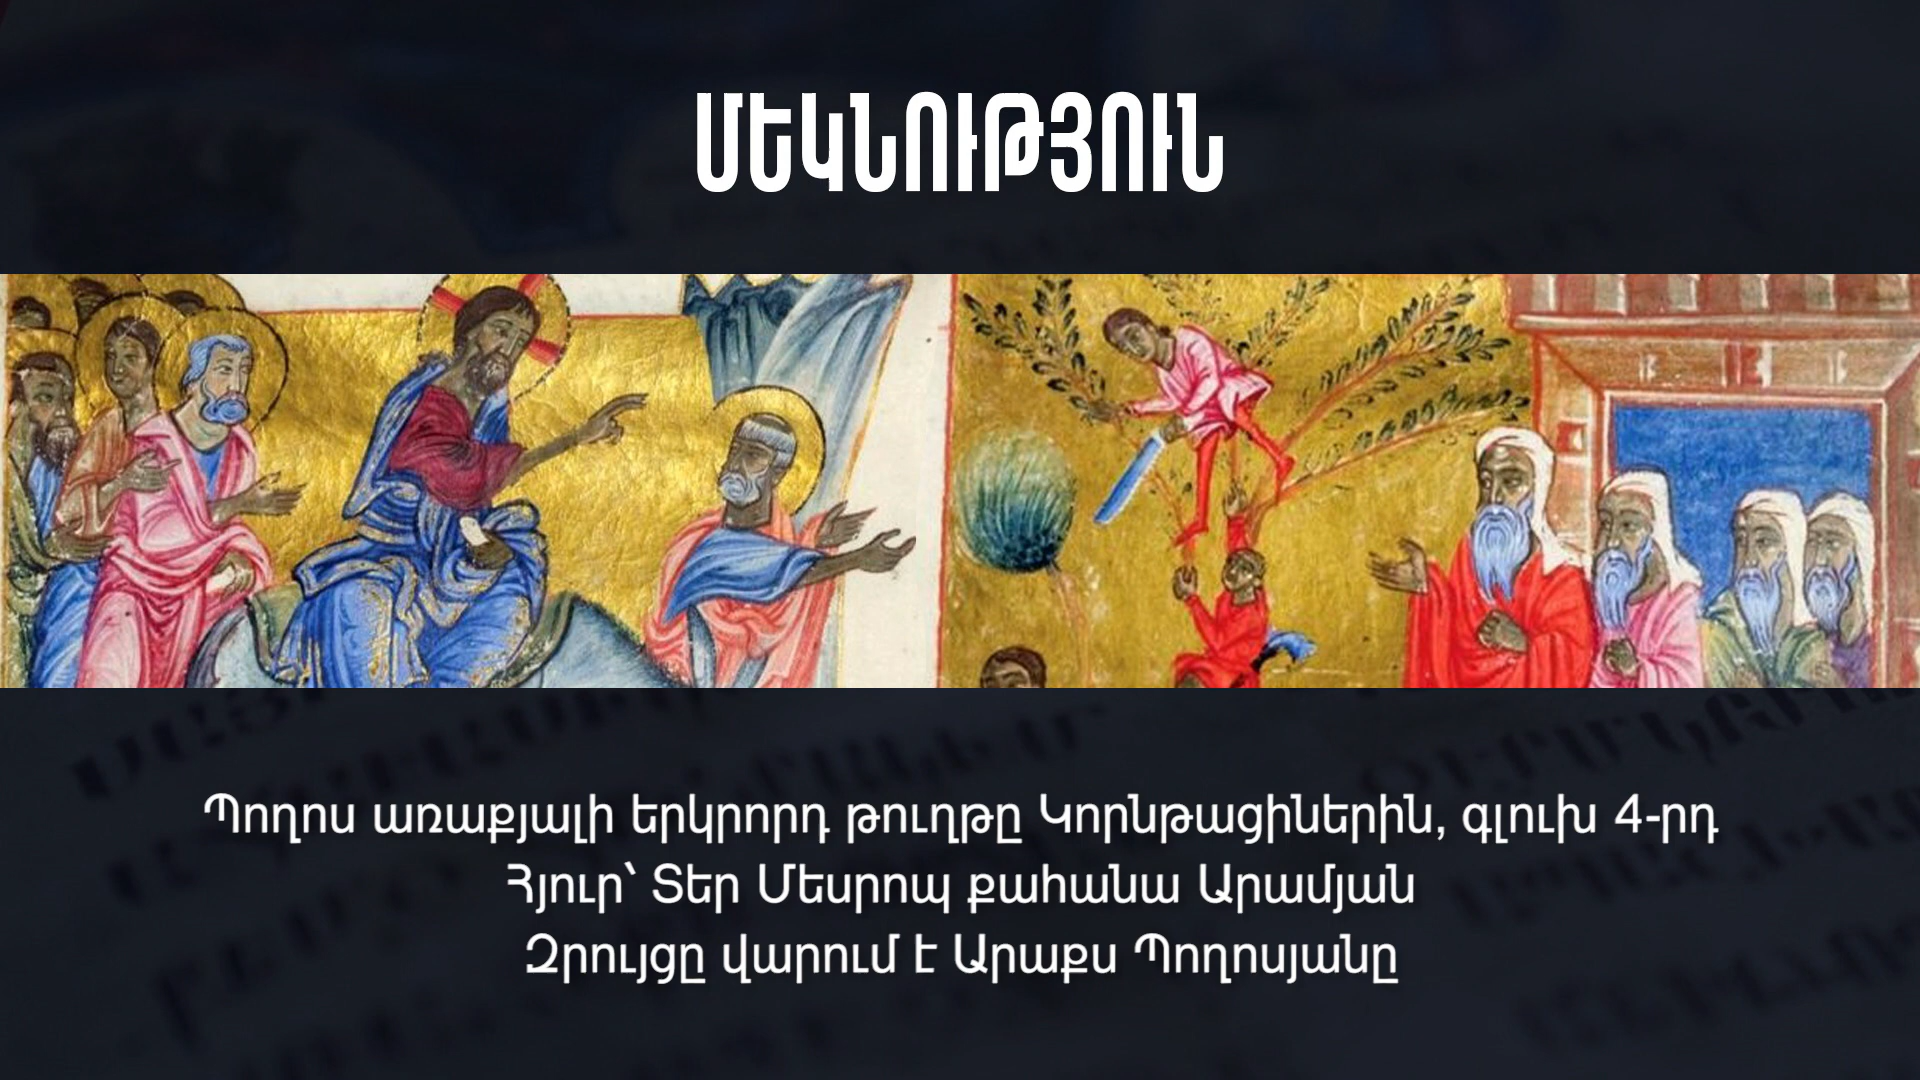 ՄԵԿՆՈՒԹՅՈՒՆ
Պողոս առաքյալի երկրորդ թուղթը Կորնթացիներին, գլուխ 4-րդ
Հյուր՝ Տեր Մեսրոպ քահանա Արամյան
Զրույցը վարում է Արաքս Պողոսյանը